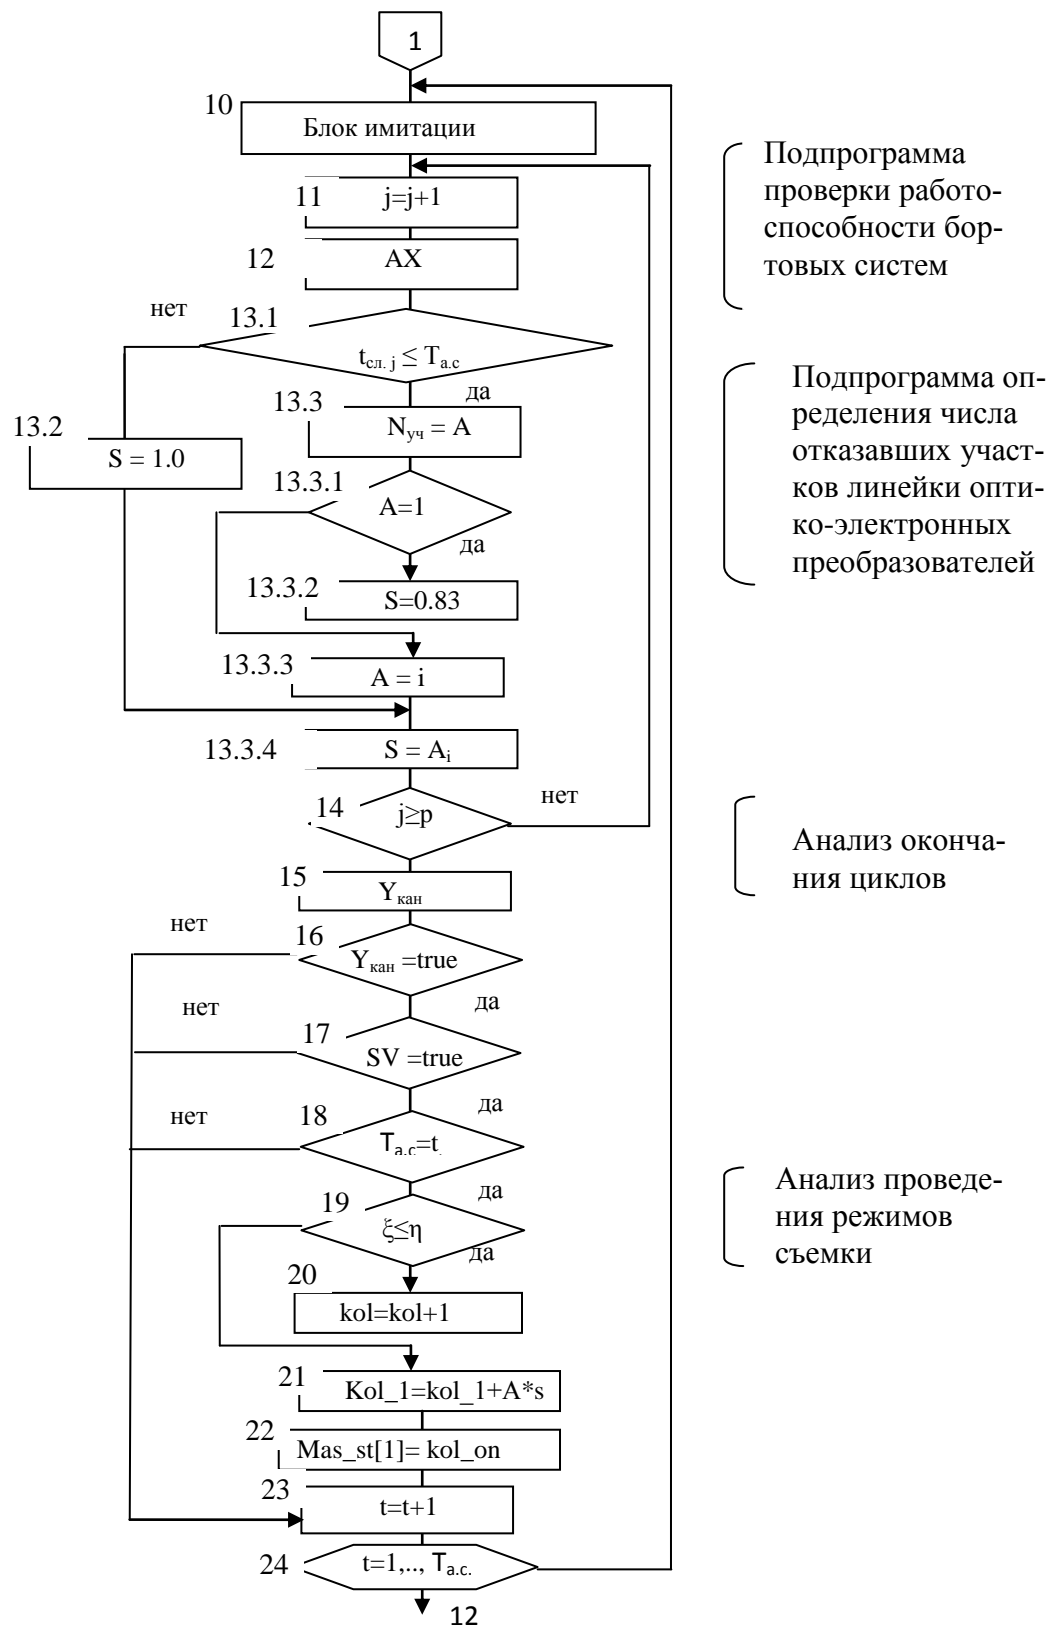 1
10
Блок имитации
11
j=j+1
12
АХ
нет
13.1
tсл. j ≤ Tа.с
да
13.3
Nуч = А
13.2
S = 1.0
13.3.1
А=1
да
13.3.2
S=0.83
13.3.3
А = i
13.3.4
S = Ai
14
j≥p
нет
15
Yкан
нет
16
Yкан =true
да
нет
17
SV =true
да
нет
18
Tа.с=t.
да
19
ξ≤η
да
20
kol=kol+1
21
Kol_1=kol_1+A*s
22
Mas_st[1]= kol_on
23
t=t+1
24
t=1,.., Tа.с.
12
Подпрограмма
проверки работо-
способности бор-
товых систем
Подпрограмма оп-
ределения числа
отказавших участ-
ков линейки опти-
ко-электронных
преобразователей
Анализ оконча-
ния циклов
Анализ проведе-
ния режимов
съемки